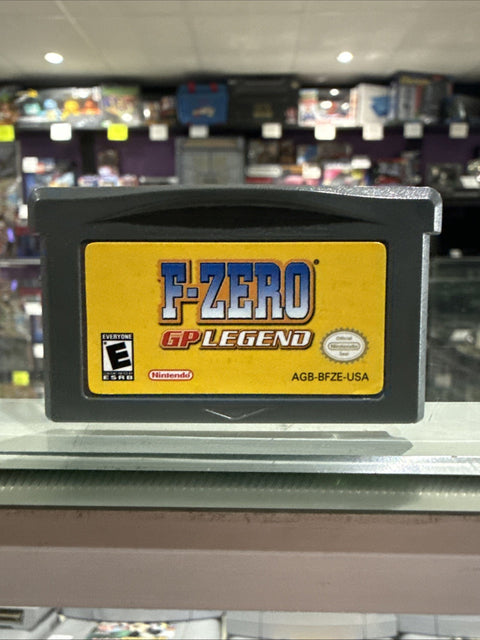 F-ZERO
GP LEGEND
EVERYONE
E
ESRB
Nintendo
Official
Nintendo
Seal
AGB-BFZE-USA